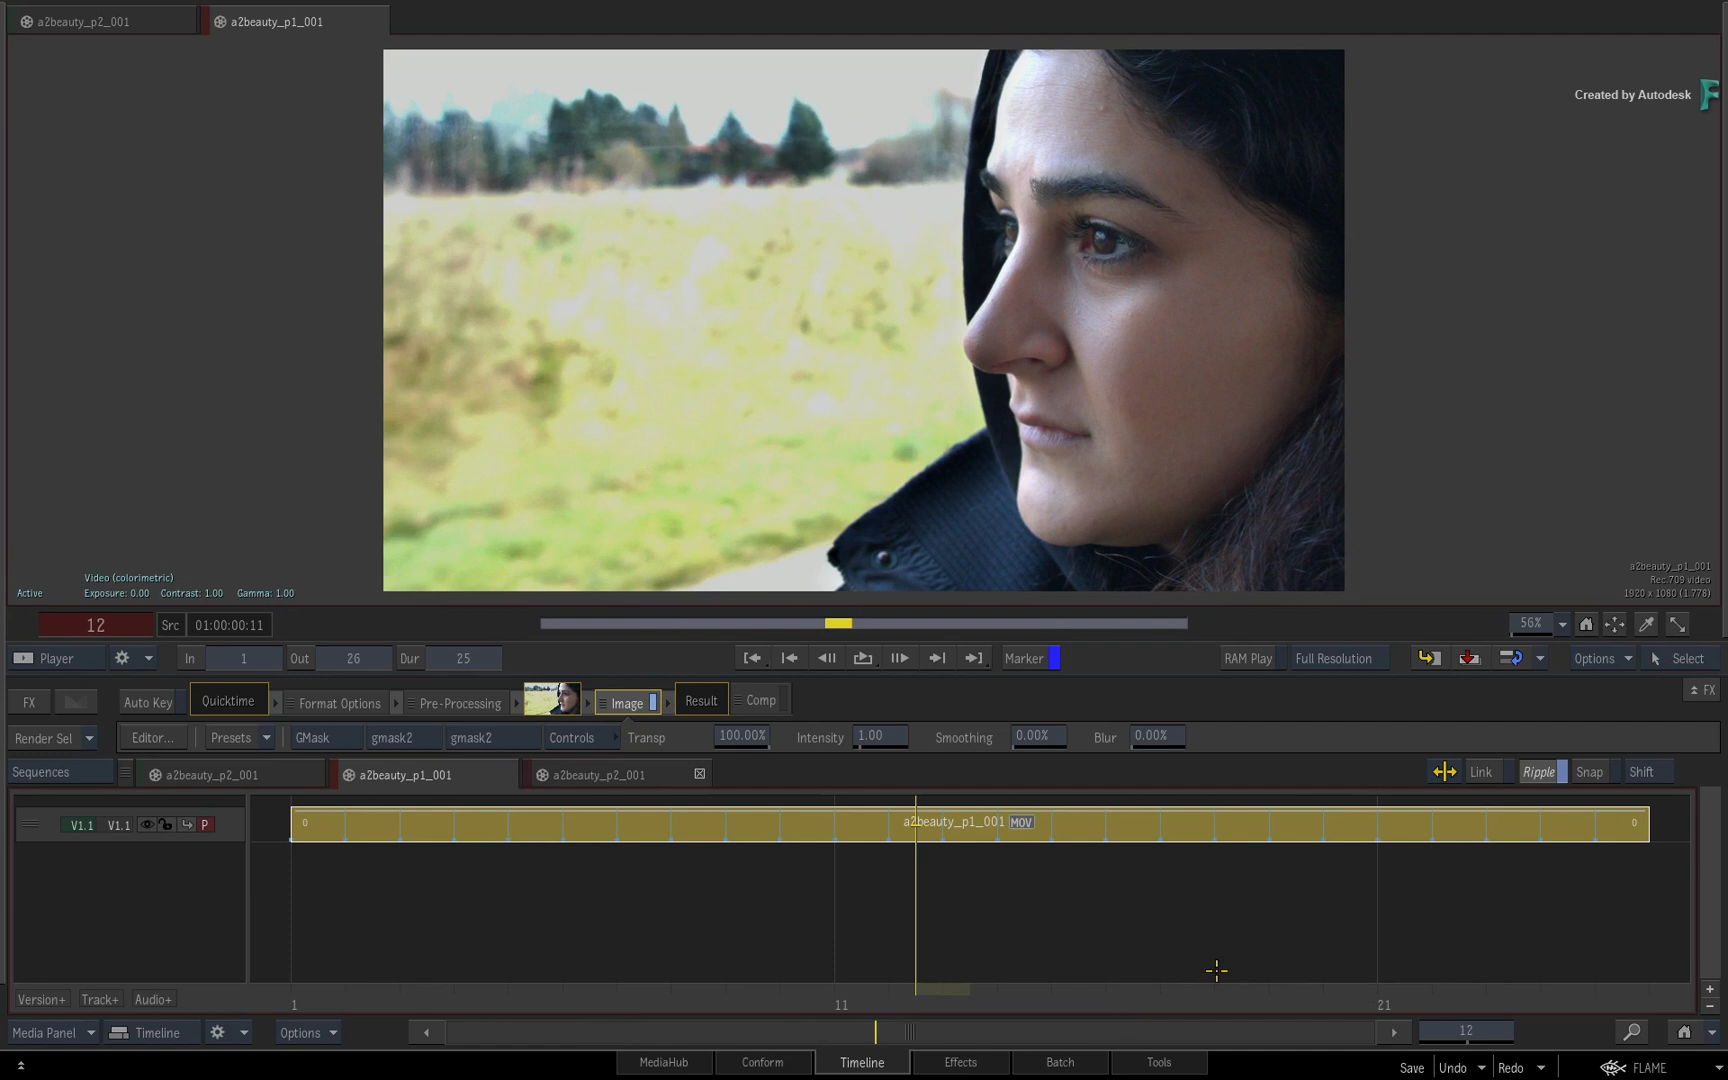 a2beauty_p2_001
a2beauty_p1_001
Created by Autodesk
Video (colorimetric)
Active
Exposure: 0.00 Contrast: 1.00 Gamma: 1.00
a2beauty_p1_001
Rec.709 video
1920 x 1080 (1.778)
12
Src
01:00:00:11
56%
Player
In
1
Out
26
Dur
25
Marker
RAM Play
Full Resolution
Options
Select
FX
Auto Key
Quicktime
Format Options
Pre-Processing
Image
Result
Comp
FX
Render Sel
Editor...
Presets
GMask
gmask2
gmask2
Controls
Transp
100.00%
Intensity
1.00
Smoothing
0.00%
Blur
0.00%
Sequences
a2beauty_p2_001
a2beauty_p1_001
a2beauty_p2_001
Link
Ripple
Snap
Shift
V1.1
V1.1
P
0
a2beauty_p1_001 MOV
0
Version+
Track+
Audio+
1
11
21
Media Panel
Timeline
Options
12
MediaHub
Conform
Timeline
Effects
Batch
Tools
Save
Undo
Redo
FLAME